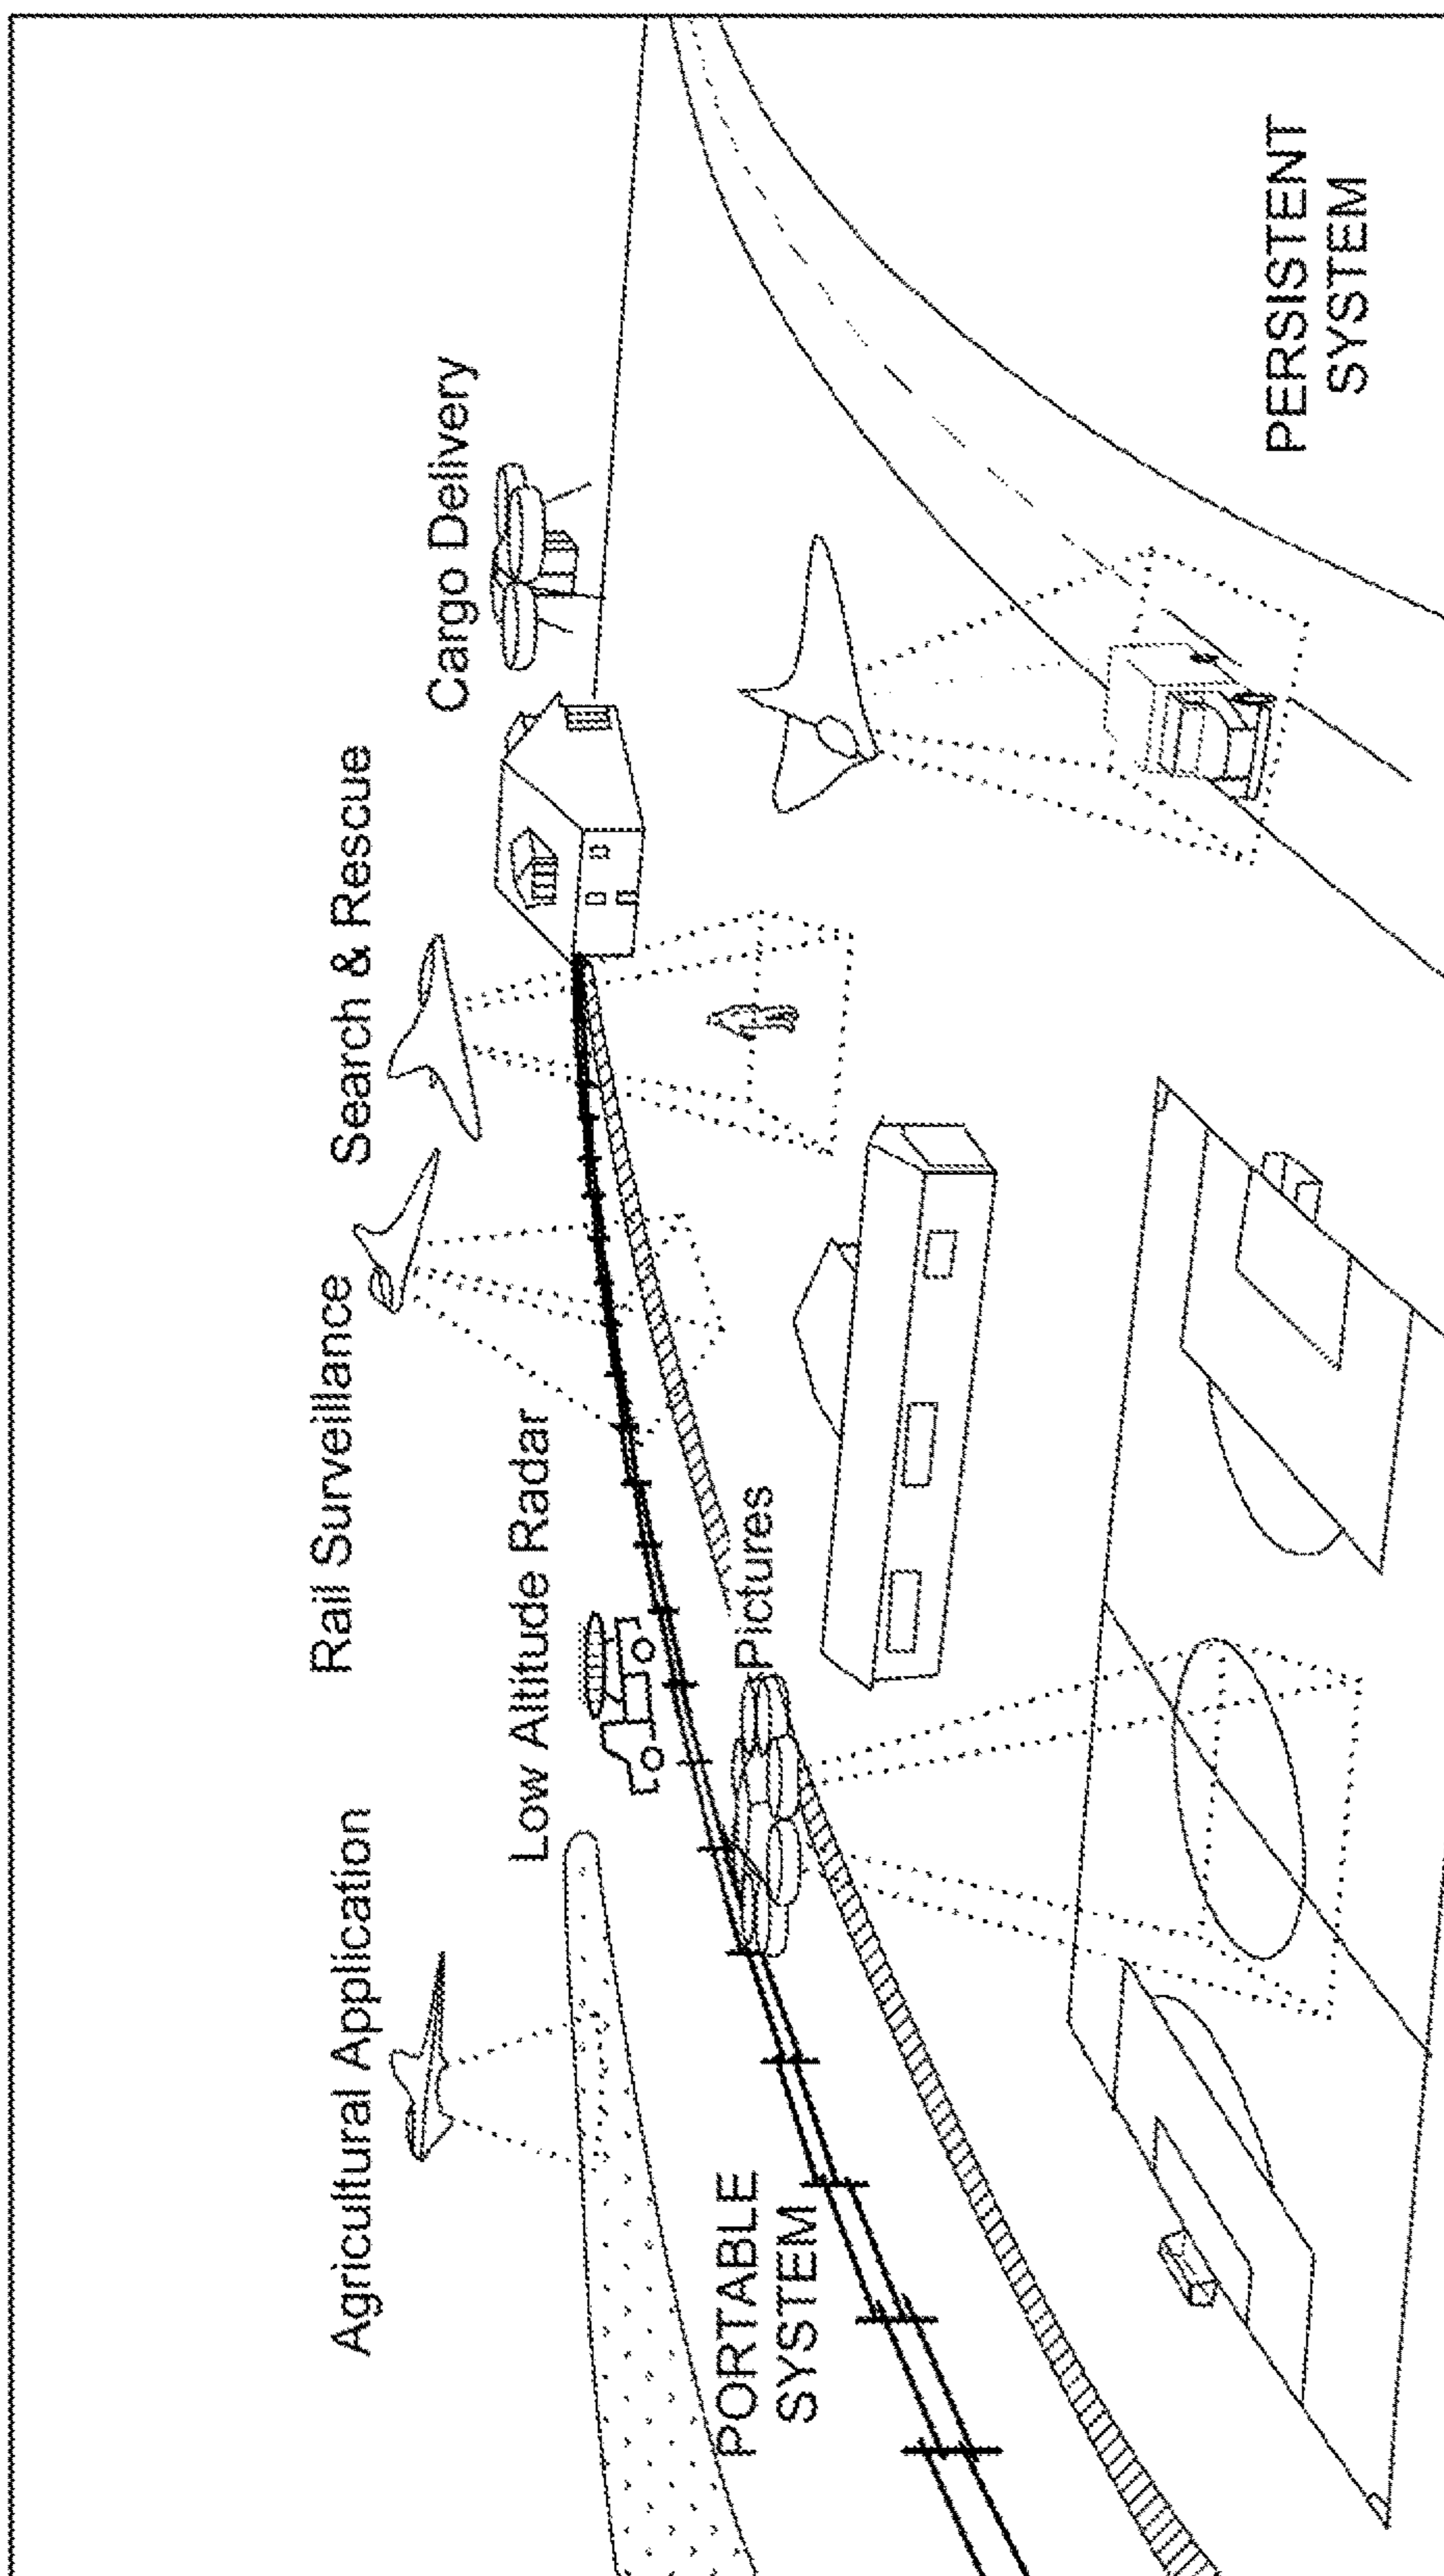 Agricultural Application
Rail Surveillance
Search & Rescue
Cargo Delivery
Low Altitude Radar
Pictures
PORTABLE
SYSTEM
PERSISTENT
SYSTEM